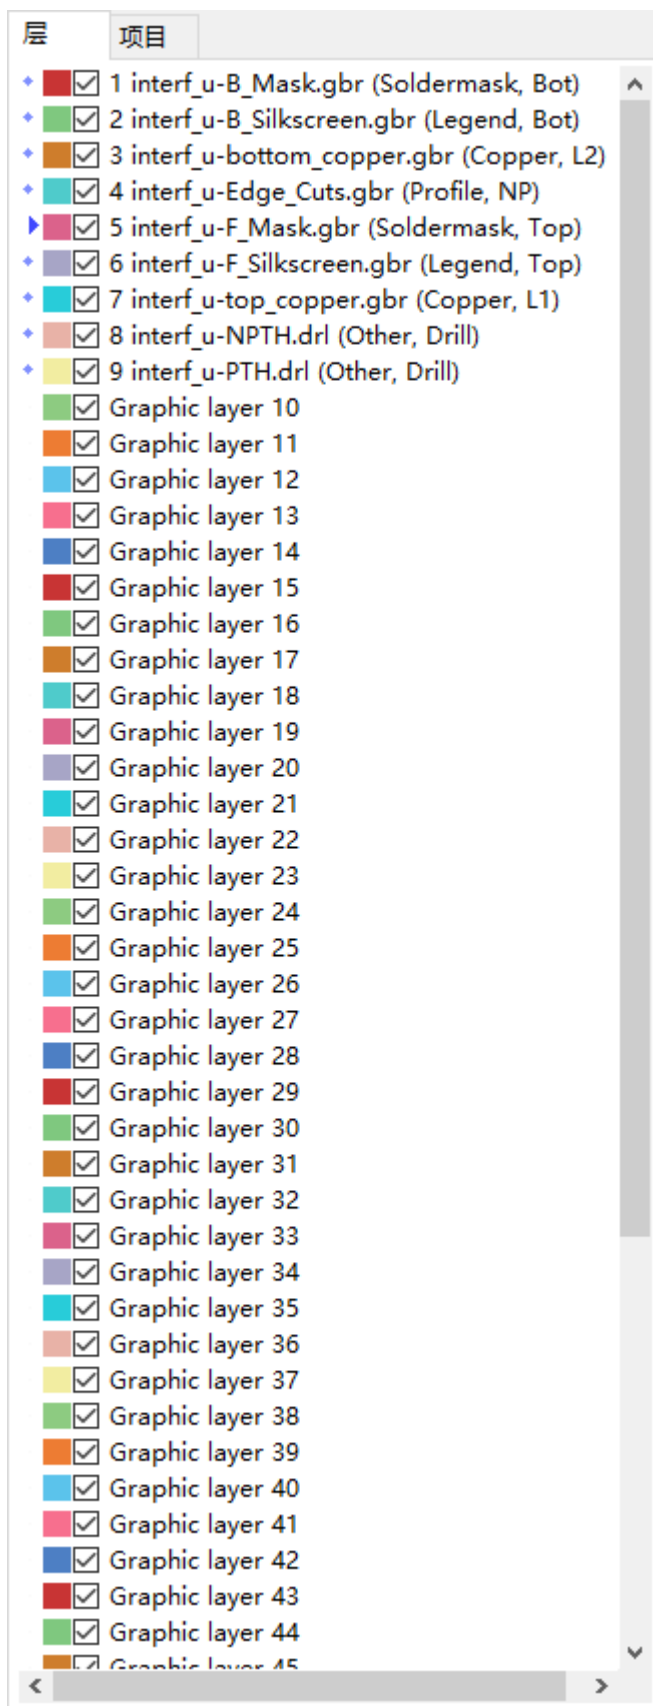 层 项目
1 interf_u-B_Mask.gbr (Soldermask, Bot)
2 interf_u-B_Silkscreen.gbr (Legend, Bot)
3 interf_u-bottom_copper.gbr (Copper, L2)
4 interf_u-Edge_Cuts.gbr (Profile, NP)
5 interf_u-F_Mask.gbr (Soldermask, Top)
6 interf_u-F_Silkscreen.gbr (Legend, Top)
7 interf_u-top_copper.gbr (Copper, L1)
8 interf_u-NPTH.drl (Other, Drill)
9 interf_u-PTH.drl (Other, Drill)
Graphic layer 10
Graphic layer 11
Graphic layer 12
Graphic layer 13
Graphic layer 14
Graphic layer 15
Graphic layer 16
Graphic layer 17
Graphic layer 18
Graphic layer 19
Graphic layer 20
Graphic layer 21
Graphic layer 22
Graphic layer 23
Graphic layer 24
Graphic layer 25
Graphic layer 26
Graphic layer 27
Graphic layer 28
Graphic layer 29
Graphic layer 30
Graphic layer 31
Graphic layer 32
Graphic layer 33
Graphic layer 34
Graphic layer 35
Graphic layer 36
Graphic layer 37
Graphic layer 38
Graphic layer 39
Graphic layer 40
Graphic layer 41
Graphic layer 42
Graphic layer 43
Graphic layer 44
Graphic layer 45